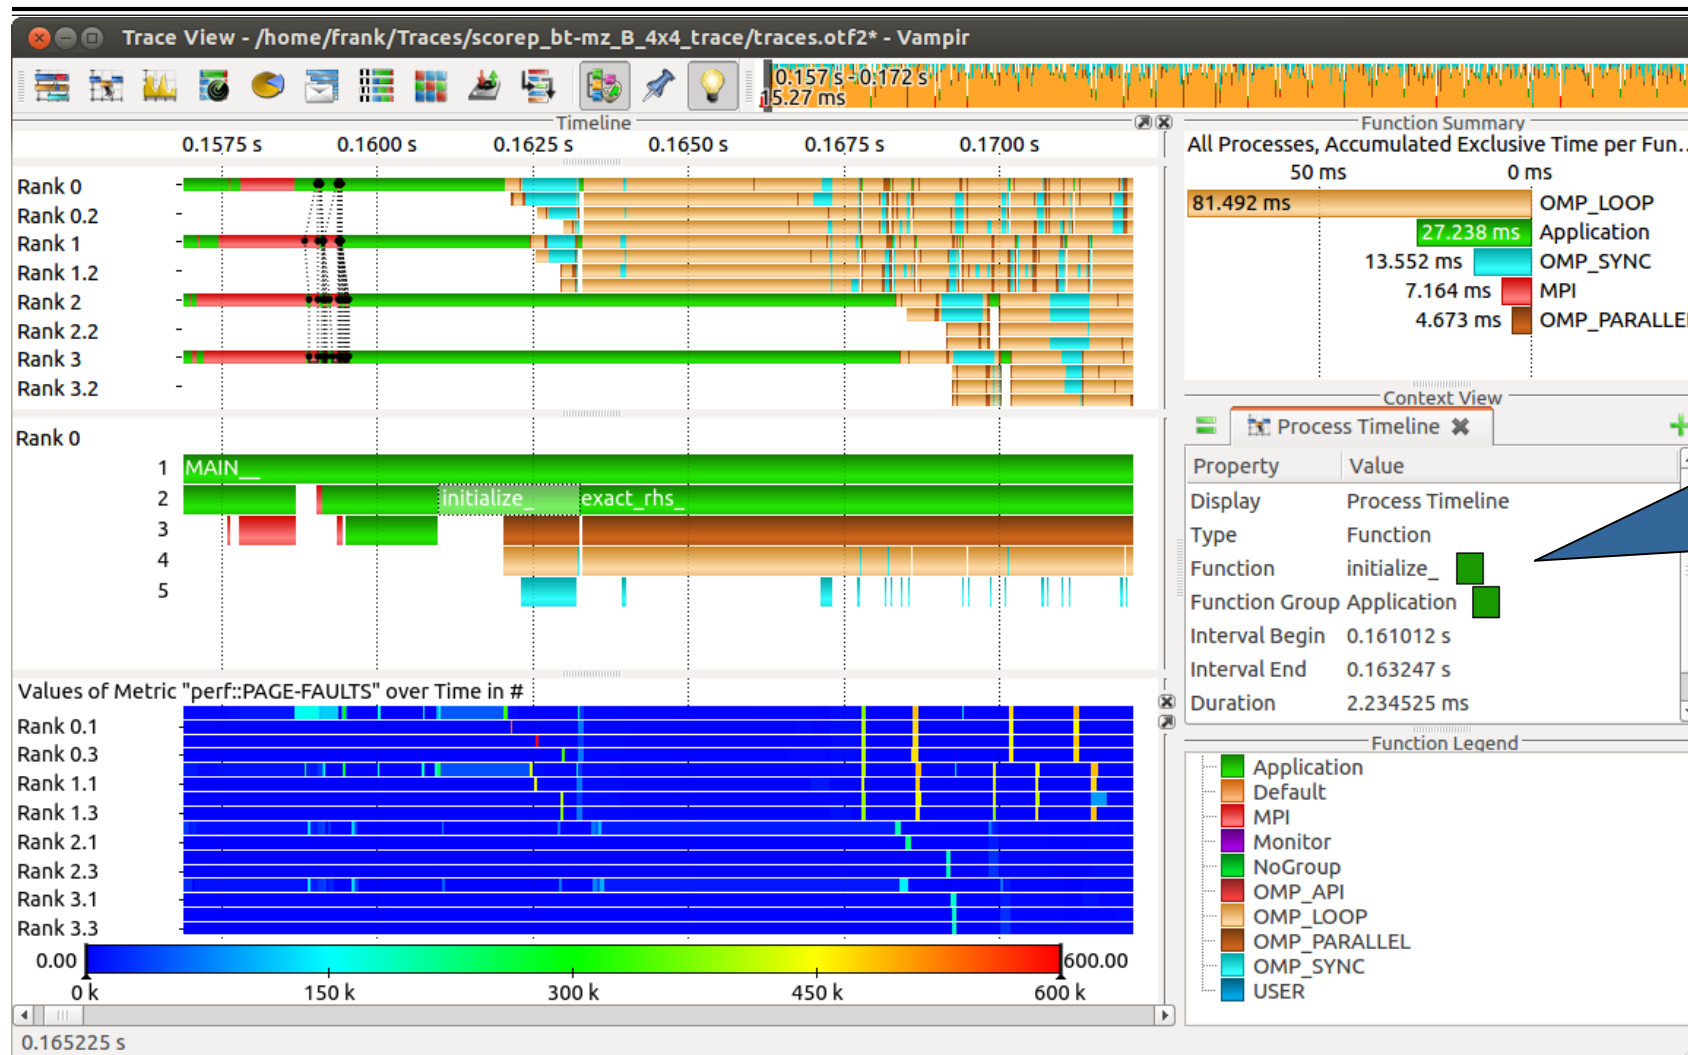 Trace View - /home/frank/Traces/scorep_bt-mz_B_4x4_trace/traces.otf2* - Vampir
0.157 s - 0.172 s
15.27 ms
Timeline
0.1575 s 0.1600 s 0.1625 s 0.1650 s 0.1675 s 0.1700 s
Rank 0
Rank 0.2
Rank 1
Rank 1.2
Rank 2
Rank 2.2
Rank 3
Rank 3.2
Rank 0
1 MAIN__
2 initialize_ exact_rhs_
3
4
5
Values of Metric "perf::PAGE-FAULTS" over Time in #
Rank 0.1
Rank 0.3
Rank 1.1
Rank 1.3
Rank 2.1
Rank 2.3
Rank 3.1
Rank 3.3
0.00 600.00
0 k 150 k 300 k 450 k 600 k
0.165225 s
Function Summary
All Processes, Accumulated Exclusive Time per Fun..
50 ms 0 ms
81.492 ms OMP_LOOP
27.238 ms Application
13.552 ms OMP_SYNC
7.164 ms MPI
4.673 ms OMP_PARALLE
Context View
Process Timeline
Property Value
Display Process Timeline
Type Function
Function initialize_
Function Group Application
Interval Begin 0.161012 s
Interval End 0.163247 s
Duration 2.234525 ms
Function Legend
Application
Default
MPI
Monitor
NoGroup
OMP_API
OMP_LOOP
OMP_PARALLEL
OMP_SYNC
USER